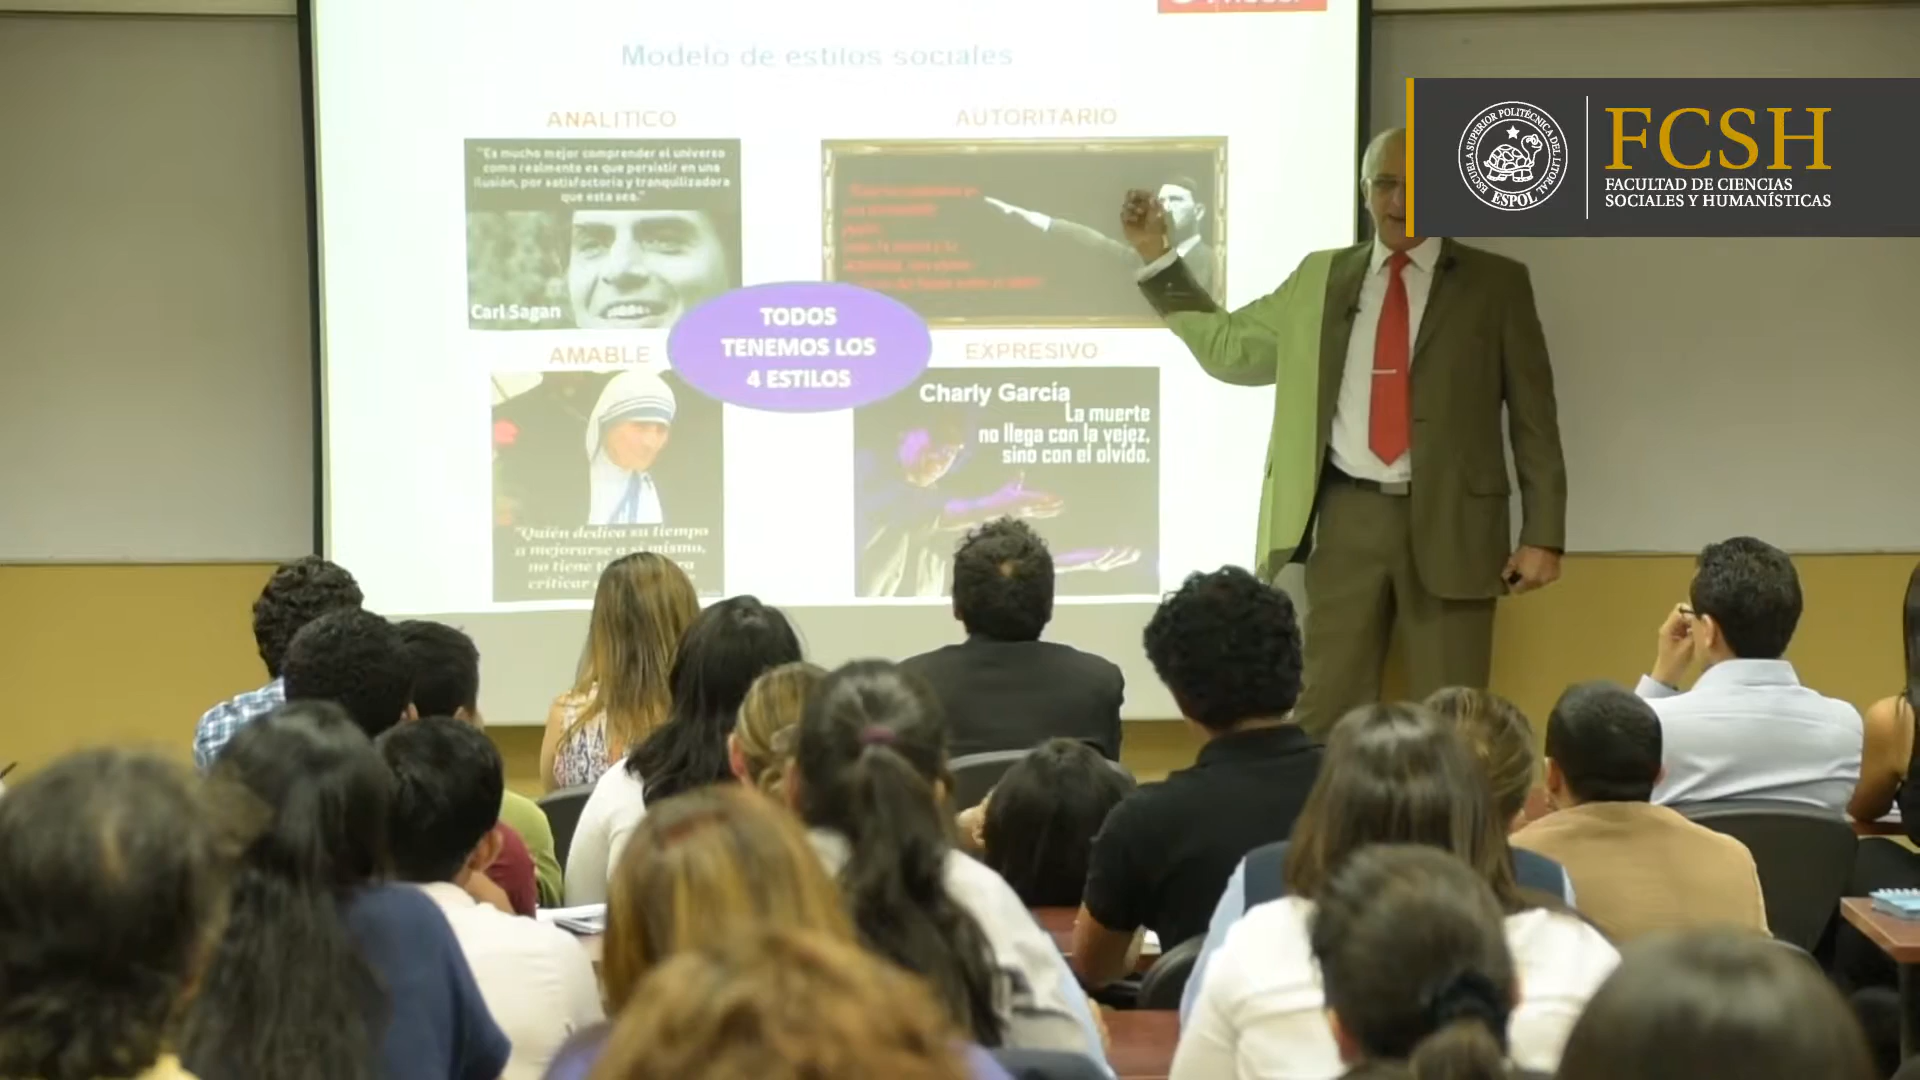 Modelo de estilos sociales
ANALITICO
"Es mucho mejor comprender el universo
como realmente es que persistir en una
ilusión, por satisfactoria y tranquilizadora
que esta sea."
Carl Sagan
AUTORITARIO
TODOS
TENEMOS LOS
4 ESTILOS
AMABLE
"Quién dedica su tiempo
a mejorarse a si mismo,
no tiene
criticar
EXPRESIVO
Charly García
La muerte
no llega con la vejez,
sino con el olvido.
ESCUELA SUPERIOR POLITÉCNICA DEL LITORAL
ESPOL
FCSH
FACULTAD DE CIENCIAS
SOCIALES Y HUMANÍSTICAS